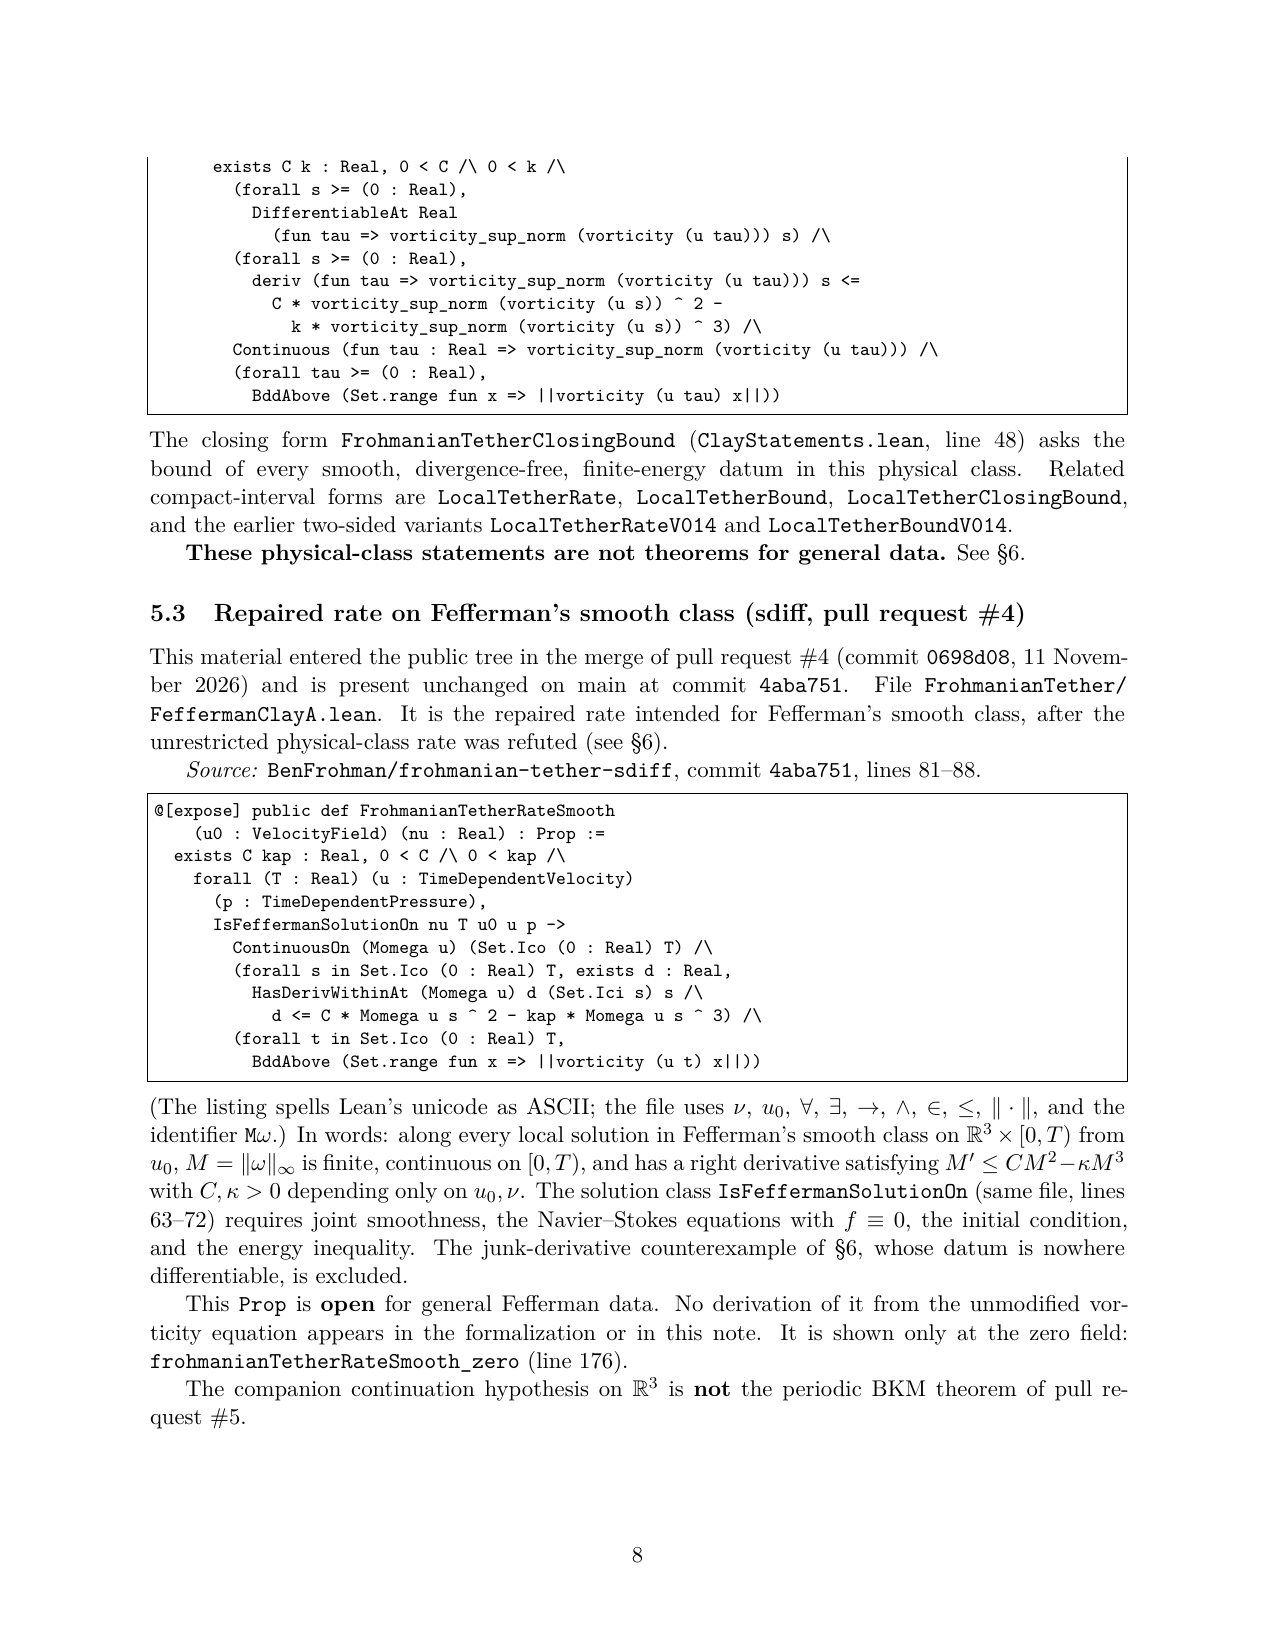 exists C k : Real, 0 < C /\ 0 < k /\
(forall s >= (0 : Real),
DifferentiableAt Real
(fun tau => vorticity_sup_norm (vorticity (u tau))) s) /\
(forall s >= (0 : Real),
deriv (fun tau => vorticity_sup_norm (vorticity (u tau))) s <=
C * vorticity_sup_norm (vorticity (u s)) ^ 2 -
k * vorticity_sup_norm (vorticity (u s)) ^ 3) /\
Continuous (fun tau : Real => vorticity_sup_norm (vorticity (u tau))) /\
(forall tau >= (0 : Real),
BddAbove (Set.range fun x => ||vorticity (u tau) x||))
The closing form FrohmanianTetherClosingBound (ClayStatements.lean, line 48) asks the
bound of every smooth, divergence-free, finite-energy datum in this physical class. Related
compact-interval forms are LocalTetherRate, LocalTetherBound, LocalTetherClosingBound,
and the earlier two-sided variants LocalTetherRateV014 and LocalTetherBoundV014.
These physical-class statements are not theorems for general data. See §6.
5.3 Repaired rate on Fefferman's smooth class (sdiff, pull request #4)
This material entered the public tree in the merge of pull request #4 (commit 0698d08, 11 Novem-
ber 2026) and is present unchanged on main at commit 4aba751. File FrohmanianTether/
FeffermanClayA.lean. It is the repaired rate intended for Fefferman's smooth class, after the
unrestricted physical-class rate was refuted (see §6).
Source: BenFrohman/frohmanian-tether-sdiff, commit 4aba751, lines 81–88.
@[expose] public def FrohmanianTetherRateSmooth
(u0 : VelocityField) (nu : Real) : Prop :=
exists C kap : Real, 0 < C /\ 0 < kap /\
forall (T : Real) (u : TimeDependentVelocity)
(p : TimeDependentPressure),
IsFeffermanSolutionOn nu T u0 u p ->
ContinuousOn (Momega u) (Set.Ico (0 : Real) T) /\
(forall s in Set.Ico (0 : Real) T, exists d : Real,
HasDerivWithinAt (Momega u) d (Set.Ici s) s /\
d <= C * Momega u s ^ 2 - kap * Momega u s ^ 3) /\
(forall t in Set.Ico (0 : Real) T,
BddAbove (Set.range fun x => ||vorticity (u t) x||))
(The listing spells Lean's unicode as ASCII; the file uses ν, u₀, ∀, ∃, →, ∧, ∈, ≤, ∥ · ∥, and the
identifier Mω.) In words: along every local solution in Fefferman's smooth class on ℝ³ × [0, T) from
u₀, M = ∥ω∥∞ is finite, continuous on [0, T), and has a right derivative satisfying M′ ≤ CM²−κM³
with C, κ > 0 depending only on u₀, ν. The solution class IsFeffermanSolutionOn (same file, lines
63–72) requires joint smoothness, the Navier–Stokes equations with f ≡ 0, the initial condition,
and the energy inequality. The junk-derivative counterexample of §6, whose datum is nowhere
differentiable, is excluded.
This Prop is open for general Fefferman data. No derivation of it from the unmodified vor-
ticity equation appears in the formalization or in this note. It is shown only at the zero field:
frohmanianTetherRateSmooth_zero (line 176).
The companion continuation hypothesis on ℝ³ is not the periodic BKM theorem of pull re-
quest #5.
8